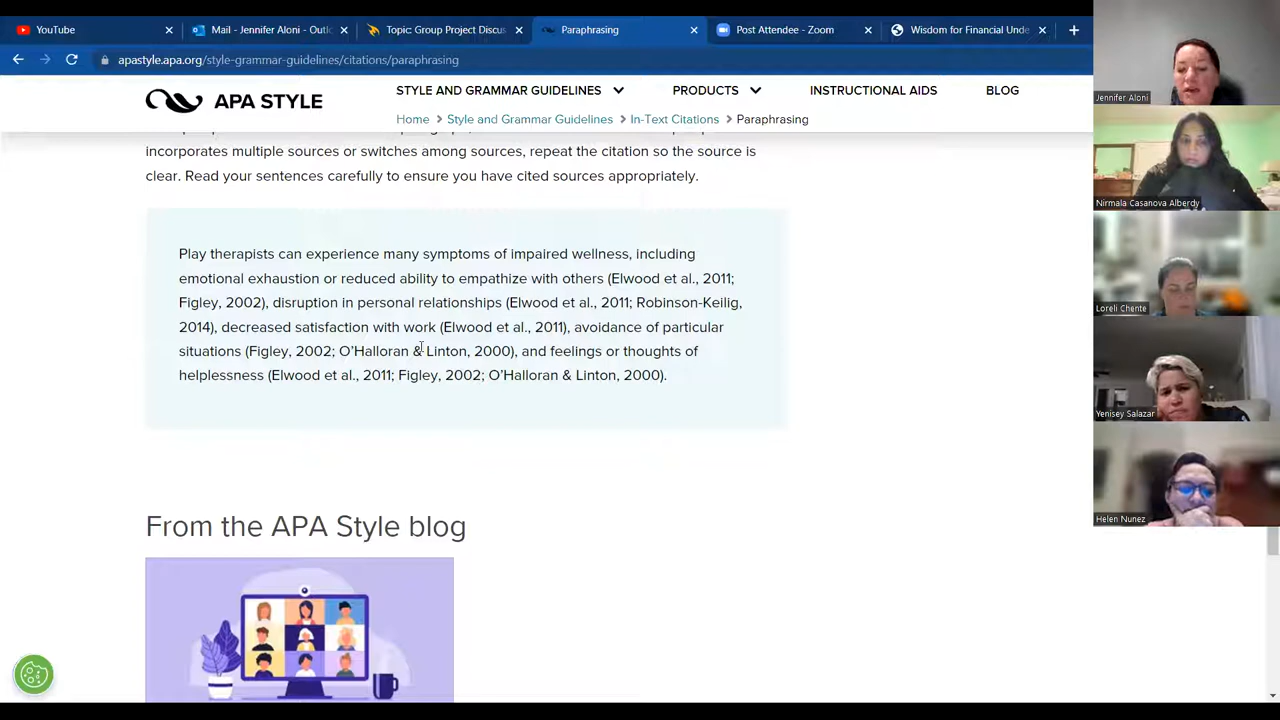 YouTube
Mail - Jennifer Aloni - Outlo
Topic: Group Project Discus
Paraphrasing
Post Attendee - Zoom
Wisdom for Financial Unde
apastyle.apa.org/style-grammar-guidelines/citations/paraphrasing
APA STYLE
STYLE AND GRAMMAR GUIDELINES
PRODUCTS
INSTRUCTIONAL AIDS
BLOG
Home > Style and Grammar Guidelines > In-Text Citations > Paraphrasing
incorporates multiple sources or switches among sources, repeat the citation so the source is
clear. Read your sentences carefully to ensure you have cited sources appropriately.
Play therapists can experience many symptoms of impaired wellness, including
emotional exhaustion or reduced ability to empathize with others (Elwood et al., 2011;
Figley, 2002), disruption in personal relationships (Elwood et al., 2011; Robinson-Keilig,
2014), decreased satisfaction with work (Elwood et al., 2011), avoidance of particular
situations (Figley, 2002; O’Halloran & Linton, 2000), and feelings or thoughts of
helplessness (Elwood et al., 2011; Figley, 2002; O’Halloran & Linton, 2000).
From the APA Style blog
Jennifer Aloni
Nirmala Casanova Alberdy
Loreli Chente
Yenisey Salazar
Helen Nunez